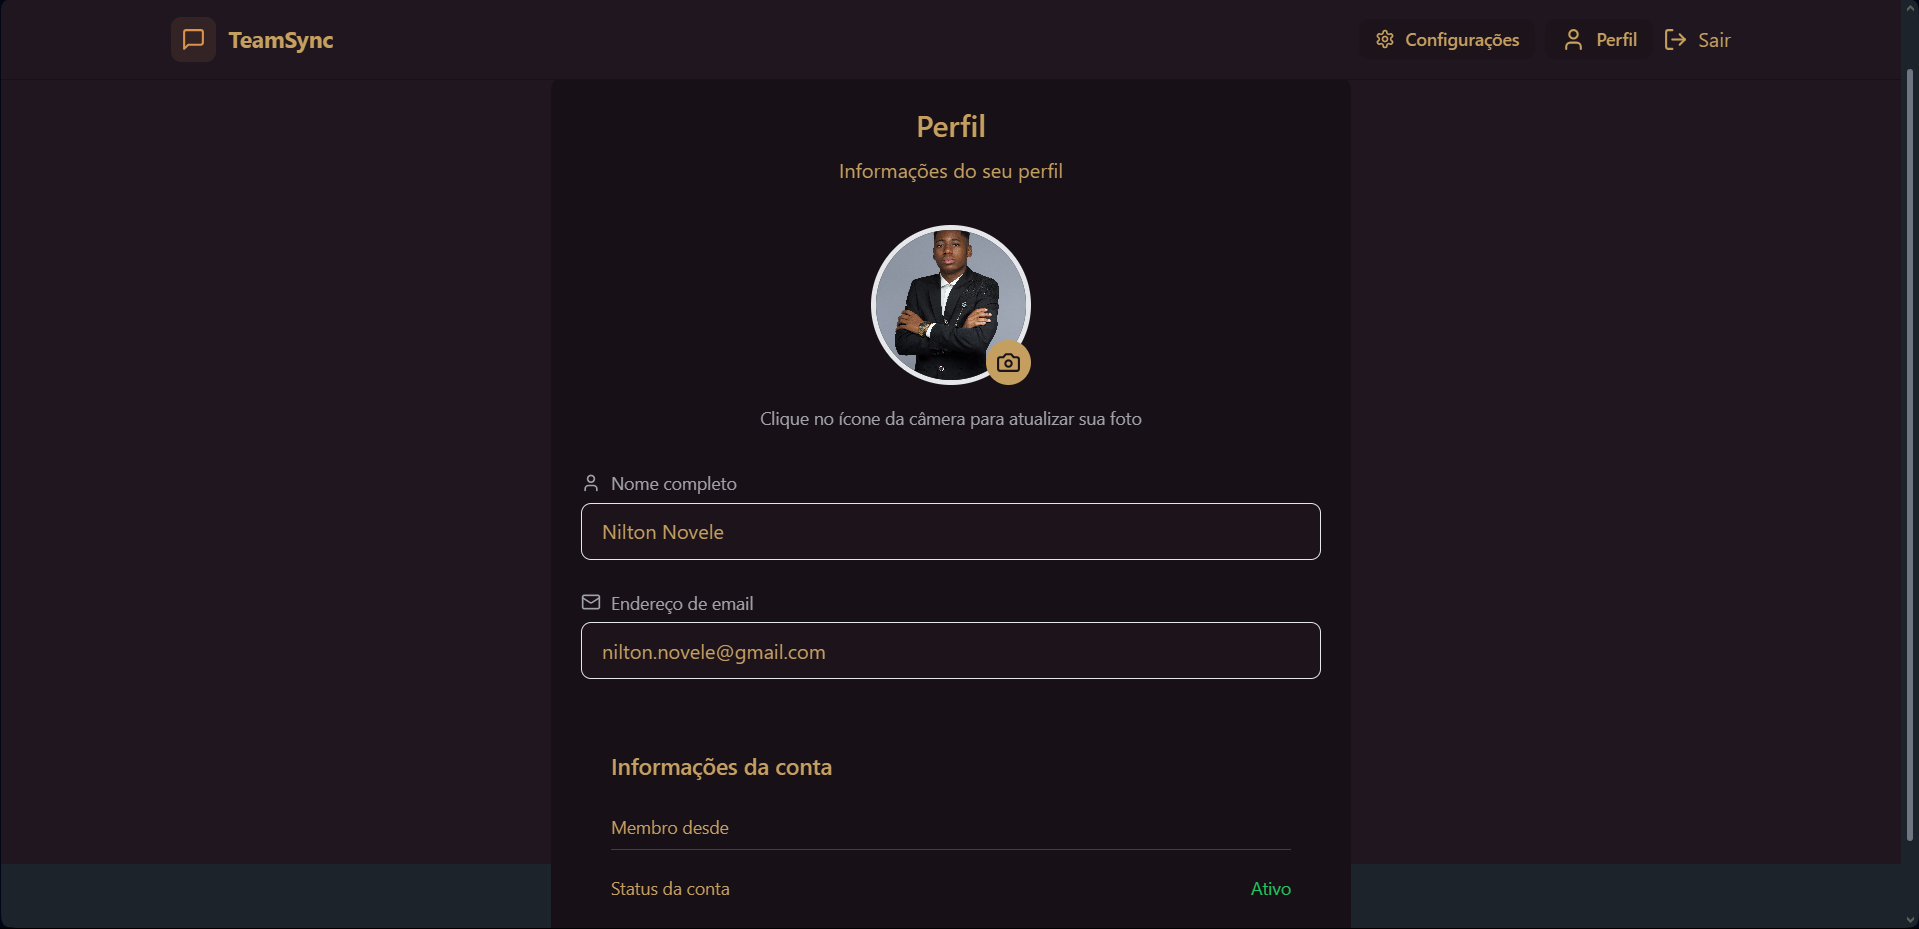 TeamSync
Configurações
Perfil
Sair
Perfil
Informações do seu perfil
Clique no ícone da câmera para atualizar sua foto
Nome completo
Nilton Novele
Endereço de email
nilton.novele@gmail.com
Informações da conta
Membro desde
Status da conta
Ativo